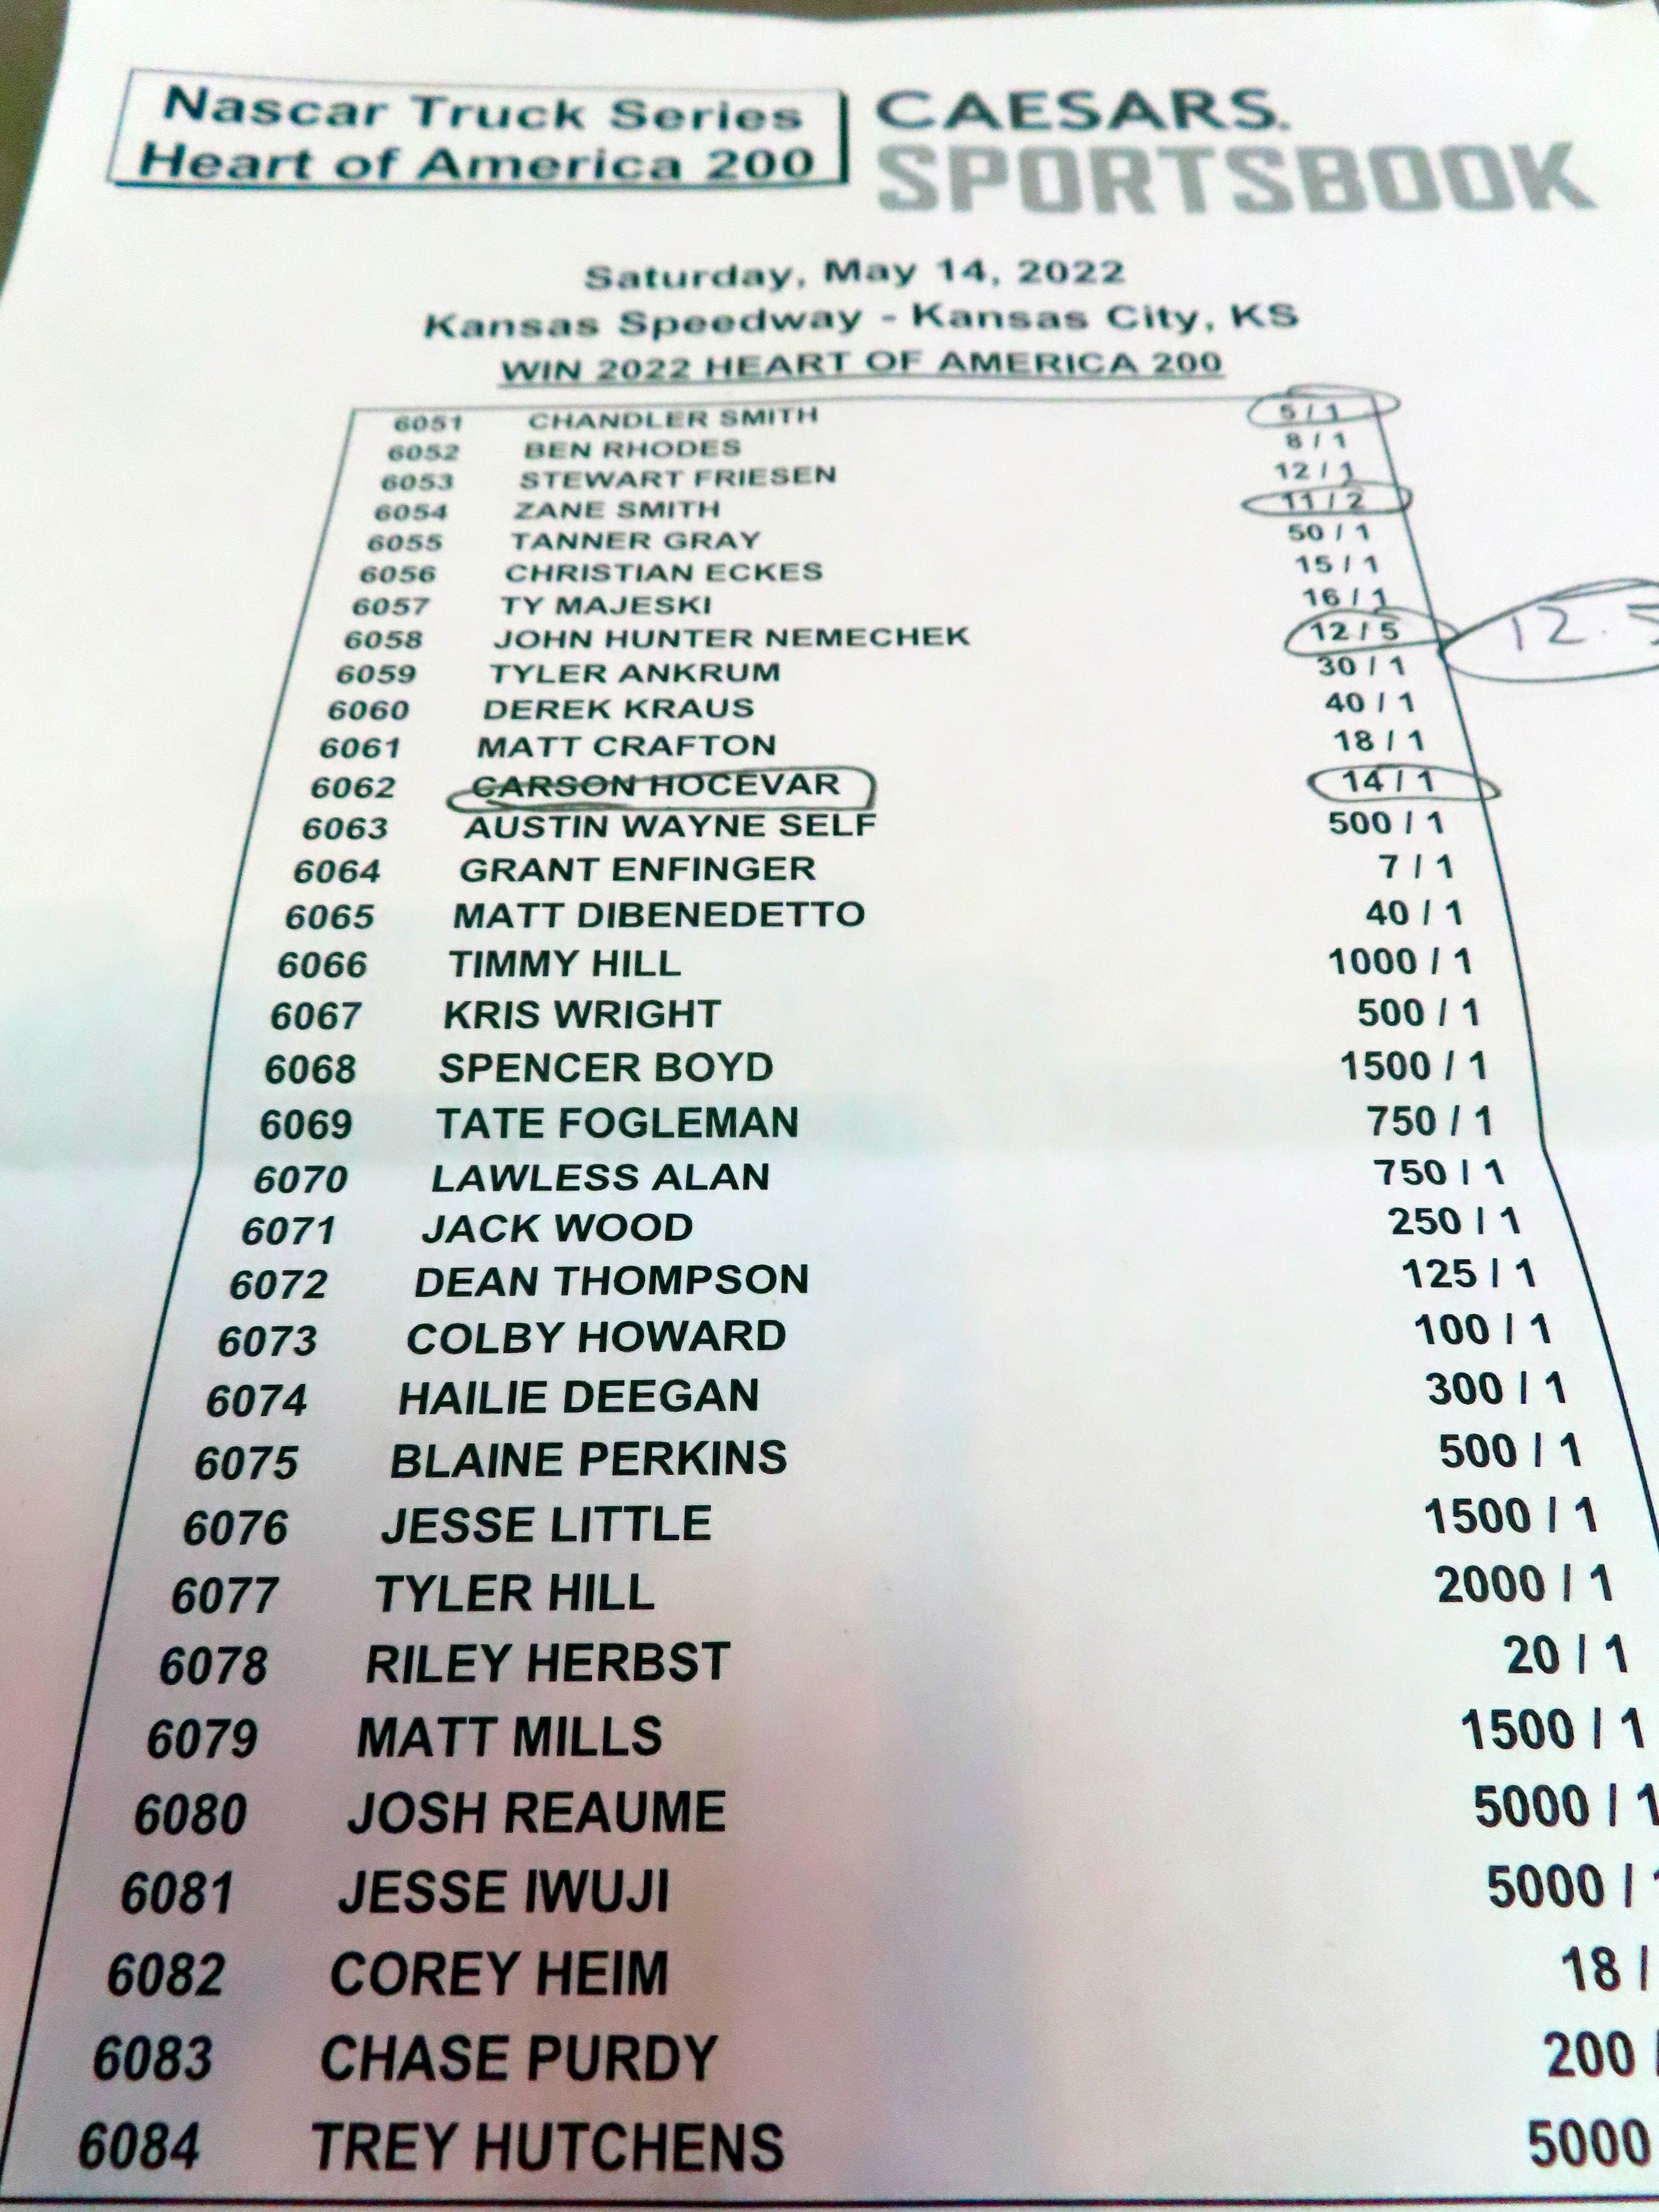 Nascar Truck Series
Heart of America 200
CAESARS.
SPORTSBOOK
Saturday, May 14, 2022
Kansas Speedway - Kansas City, KS
WIN 2022 HEART OF AMERICA 200
6051 CHANDLER SMITH 5 / 1
6052 BEN RHODES 8 / 1
6053 STEWART FRIESEN 12 / 1
6054 ZANE SMITH 11 / 2
6055 TANNER GRAY 50 / 1
6056 CHRISTIAN ECKES 15 / 1
6057 TY MAJESKI 16 / 1
6058 JOHN HUNTER NEMECHEK 12 / 5 12.5
6059 TYLER ANKRUM 30 / 1
6060 DEREK KRAUS 40 / 1
6061 MATT CRAFTON 18 / 1
6062 CARSON HOCEVAR 14 / 1
6063 AUSTIN WAYNE SELF 500 / 1
6064 GRANT ENFINGER 7 / 1
6065 MATT DIBENEDETTO 40 / 1
6066 TIMMY HILL 1000 / 1
6067 KRIS WRIGHT 500 / 1
6068 SPENCER BOYD 1500 / 1
6069 TATE FOGLEMAN 750 / 1
6070 LAWLESS ALAN 750 / 1
6071 JACK WOOD 250 / 1
6072 DEAN THOMPSON 125 / 1
6073 COLBY HOWARD 100 / 1
6074 HAILIE DEEGAN 300 / 1
6075 BLAINE PERKINS 500 / 1
6076 JESSE LITTLE 1500 / 1
6077 TYLER HILL 2000 / 1
6078 RILEY HERBST 20 / 1
6079 MATT MILLS 1500 / 1
6080 JOSH REAUME 5000 / 1
6081 JESSE IWUJI 5000 / 1
6082 COREY HEIM 18 /
6083 CHASE PURDY 200 /
6084 TREY HUTCHENS 5000